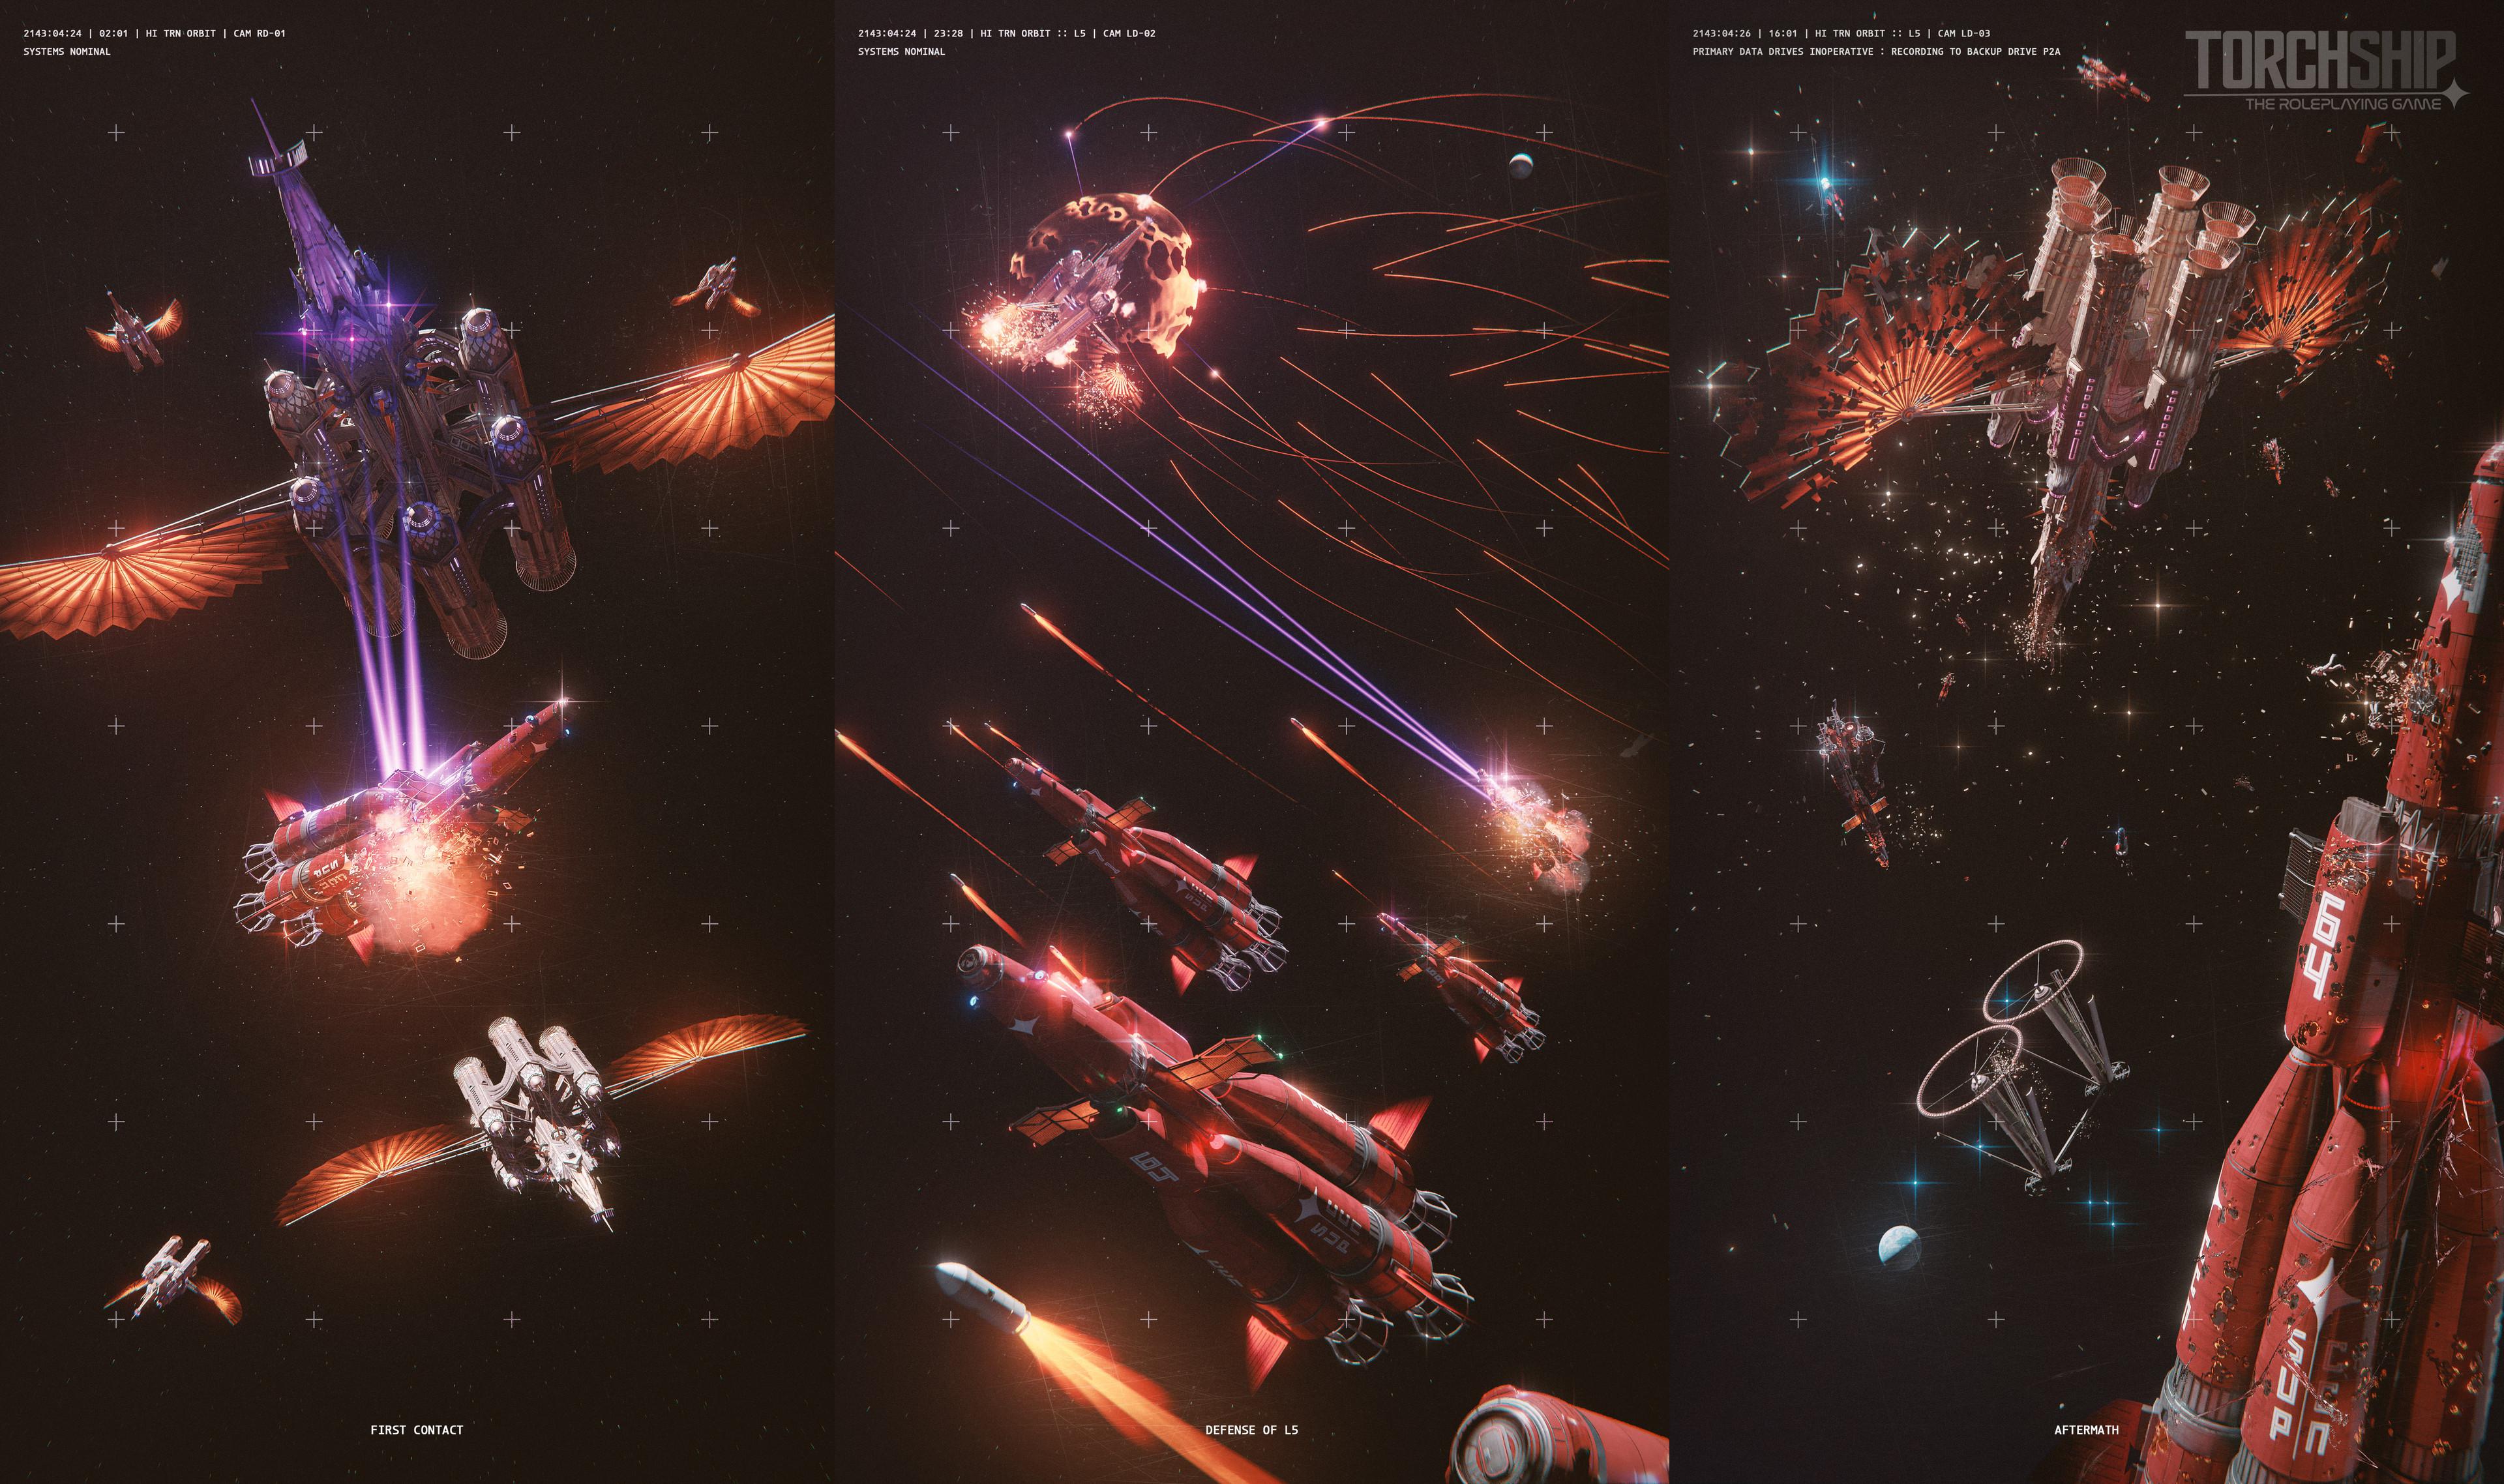 2143:04:24 | 02:01 | HI TRN ORBIT | CAM RD-01
SYSTEMS NOMINAL
FIRST CONTACT
2143:04:24 | 23:28 | HI TRN ORBIT :: L5 | CAM LD-02
SYSTEMS NOMINAL
DEFENSE OF L5
2143:04:26 | 16:01 | HI TRN ORBIT :: L5 | CAM LD-03
PRIMARY DATA DRIVES INOPERATIVE : RECORDING TO BACKUP DRIVE P2A
TORCHSHIP
THE ROLEPLAYING GAME
64
SUP
AFTERMATH